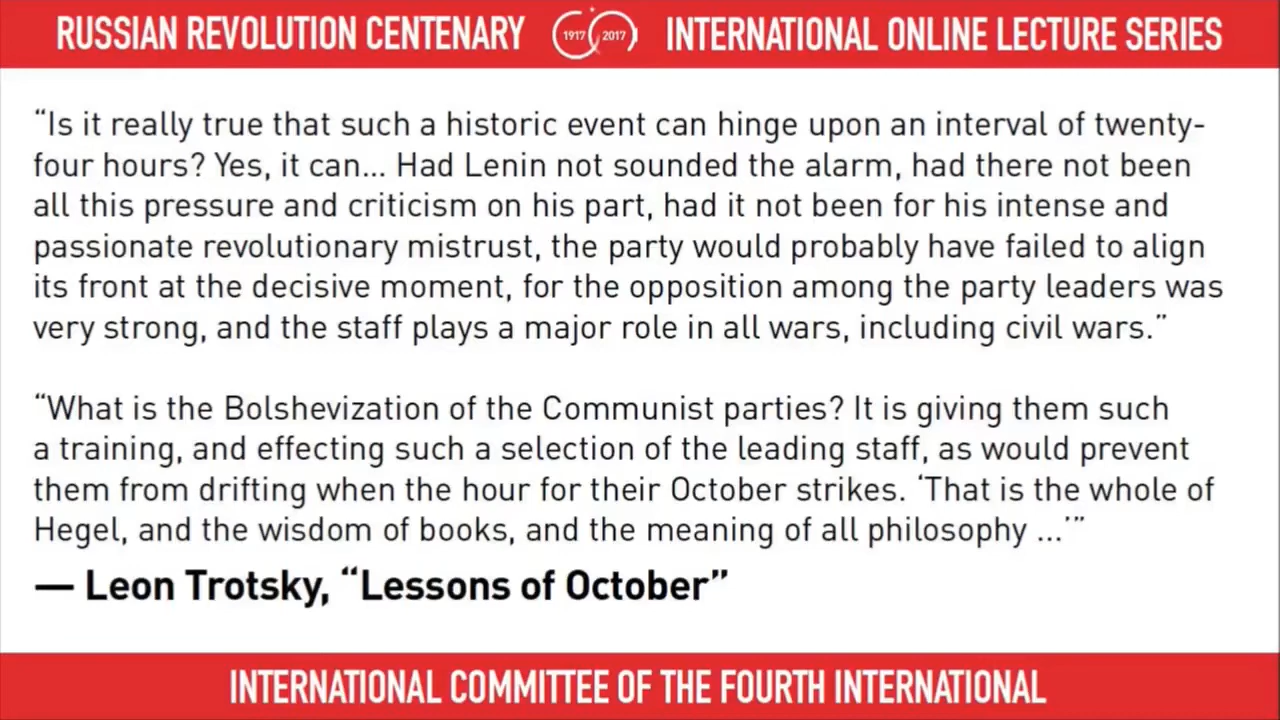 RUSSIAN REVOLUTION CENTENARY 1917 2017 INTERNATIONAL ONLINE LECTURE SERIES
“Is it really true that such a historic event can hinge upon an interval of twenty-
four hours? Yes, it can... Had Lenin not sounded the alarm, had there not been
all this pressure and criticism on his part, had it not been for his intense and
passionate revolutionary mistrust, the party would probably have failed to align
its front at the decisive moment, for the opposition among the party leaders was
very strong, and the staff plays a major role in all wars, including civil wars.”
“What is the Bolshevization of the Communist parties? It is giving them such
a training, and effecting such a selection of the leading staff, as would prevent
them from drifting when the hour for their October strikes. ‘That is the whole of
Hegel, and the wisdom of books, and the meaning of all philosophy ...’”
— Leon Trotsky, “Lessons of October”
INTERNATIONAL COMMITTEE OF THE FOURTH INTERNATIONAL